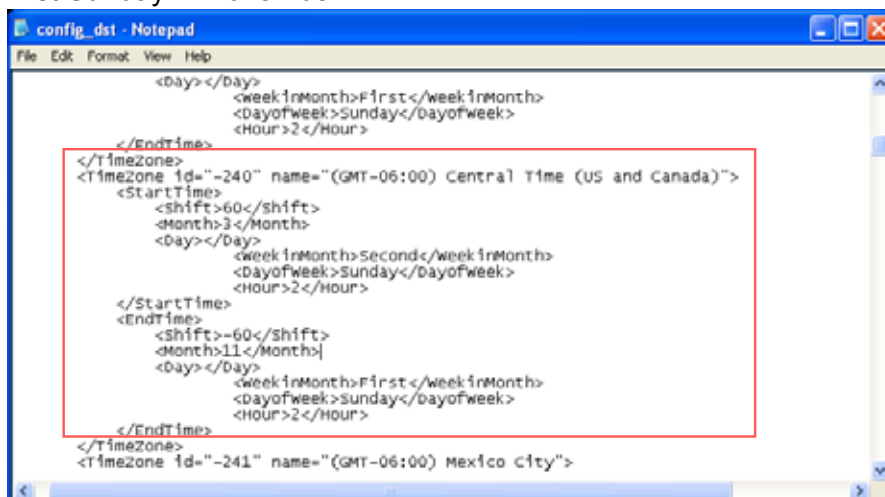 config_dst - Notepad
File Edit Format View Help
<Day></Day>
<WeekinMonth>First</WeekinMonth>
<DayofWeek>Sunday</DayofWeek>
<Hour>2</Hour>
</EndTime>
</TimeZone>
<TimeZone id="-240" name="(GMT-06:00) Central Time (US and Canada)">
<StartTime>
<Shift>60</Shift>
<Month>3</Month>
<Day></Day>
<WeekinMonth>Second</WeekinMonth>
<DayofWeek>Sunday</DayofWeek>
<Hour>2</Hour>
</StartTime>
<EndTime>
<Shift>-60</Shift>
<Month>11</Month>
<Day></Day>
<WeekinMonth>First</WeekinMonth>
<DayofWeek>Sunday</DayofWeek>
<Hour>2</Hour>
</EndTime>
</TimeZone>
<TimeZone id="-241" name="(GMT-06:00) Mexico City">